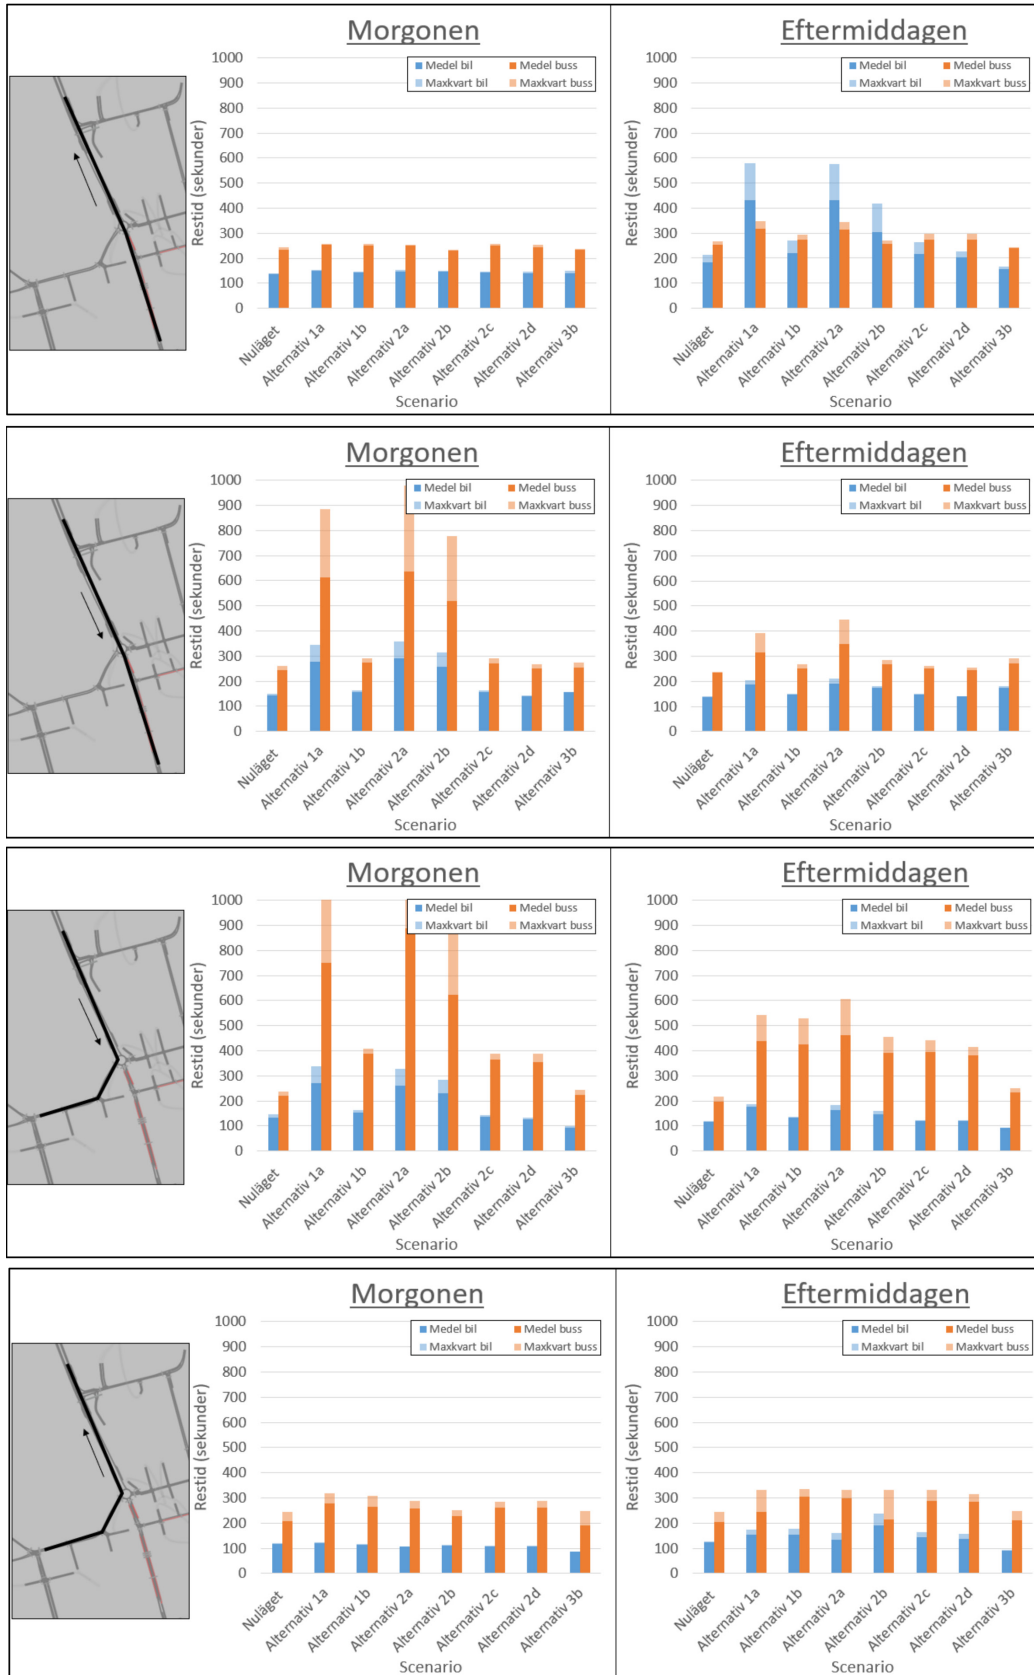 Morgonen
1000
900
800
700
600
500
400
300
200
100
0
Restid (sekunder)
Medel bil
Medel buss
Maxkvart bil
Maxkvart buss
Nuläget
Alternativ 1a
Alternativ 1b
Alternativ 2a
Alternativ 2b
Alternativ 2c
Alternativ 2d
Alternativ 3b
Scenario
Eftermiddagen
1000
900
800
700
600
500
400
300
200
100
0
Restid (sekunder)
Medel bil
Medel buss
Maxkvart bil
Maxkvart buss
Nuläget
Alternativ 1a
Alternativ 1b
Alternativ 2a
Alternativ 2b
Alternativ 2c
Alternativ 2d
Alternativ 3b
Scenario
Morgonen
1000
900
800
700
600
500
400
300
200
100
0
Restid (sekunder)
Medel bil
Medel buss
Maxkvart bil
Maxkvart buss
Nuläget
Alternativ 1a
Alternativ 1b
Alternativ 2a
Alternativ 2b
Alternativ 2c
Alternativ 2d
Alternativ 3b
Scenario
Eftermiddagen
1000
900
800
700
600
500
400
300
200
100
0
Restid (sekunder)
Medel bil
Medel buss
Maxkvart bil
Maxkvart buss
Nuläget
Alternativ 1a
Alternativ 1b
Alternativ 2a
Alternativ 2b
Alternativ 2c
Alternativ 2d
Alternativ 3b
Scenario
Morgonen
1000
900
800
700
600
500
400
300
200
100
0
Restid (sekunder)
Medel bil
Medel buss
Maxkvart bil
Maxkvart buss
Nuläget
Alternativ 1a
Alternativ 1b
Alternativ 2a
Alternativ 2b
Alternativ 2c
Alternativ 2d
Alternativ 3b
Scenario
Eftermiddagen
1000
900
800
700
600
500
400
300
200
100
0
Restid (sekunder)
Medel bil
Medel buss
Maxkvart bil
Maxkvart buss
Nuläget
Alternativ 1a
Alternativ 1b
Alternativ 2a
Alternativ 2b
Alternativ 2c
Alternativ 2d
Alternativ 3b
Scenario
Morgonen
1000
900
800
700
600
500
400
300
200
100
0
Restid (sekunder)
Medel bil
Medel buss
Maxkvart bil
Maxkvart buss
Nuläget
Alternativ 1a
Alternativ 1b
Alternativ 2a
Alternativ 2b
Alternativ 2c
Alternativ 2d
Alternativ 3b
Scenario
Eftermiddagen
1000
900
800
700
600
500
400
300
200
100
0
Restid (sekunder)
Medel bil
Medel buss
Maxkvart bil
Maxkvart buss
Nuläget
Alternativ 1a
Alternativ 1b
Alternativ 2a
Alternativ 2b
Alternativ 2c
Alternativ 2d
Alternativ 3b
Scenario